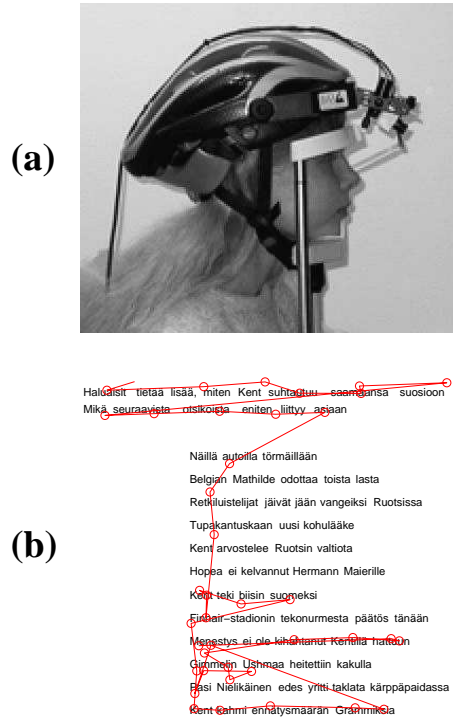 (a)
Haluaisit tietää lisää, miten Kent suhtautuu saamaansa suosioon
Mikä seuraavista otsikoista eniten liittyy asiaan
Näillä autoilla törmäillään
Belgian Mathilde odottaa toista lasta
Retkiluistelijat jäivät jään vangeiksi Ruotsissa
Tupakantuskaan uusi kohulääke
(b)
Kent arvostelee Ruotsin valtiota
Hopea ei kelvannut Hermann Maierille
Kent teki biisin suomeksi
Finnair-stadionin tekonurmesta päätös tänään
Menestys ei ole kihahtanut Kentillä hattuun
Gimmelin Ushmaa heitettiin kakulla
Pasi Nielikäinen edes yritti taklata kärppäpaidassa
Kent kahmi ennätysmäärän Grammiksia